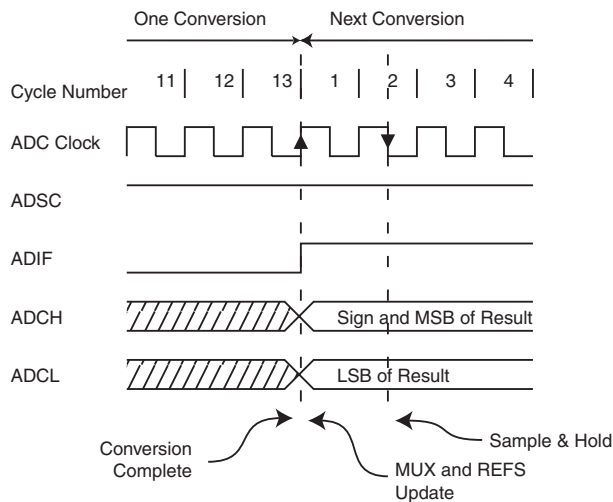 One Conversion Next Conversion
Cycle Number 11 12 13 1 2 3 4
ADC Clock
ADSC
ADIF
ADCH Sign and MSB of Result
ADCL LSB of Result
Conversion
Complete
MUX and REFS
Update
Sample & Hold